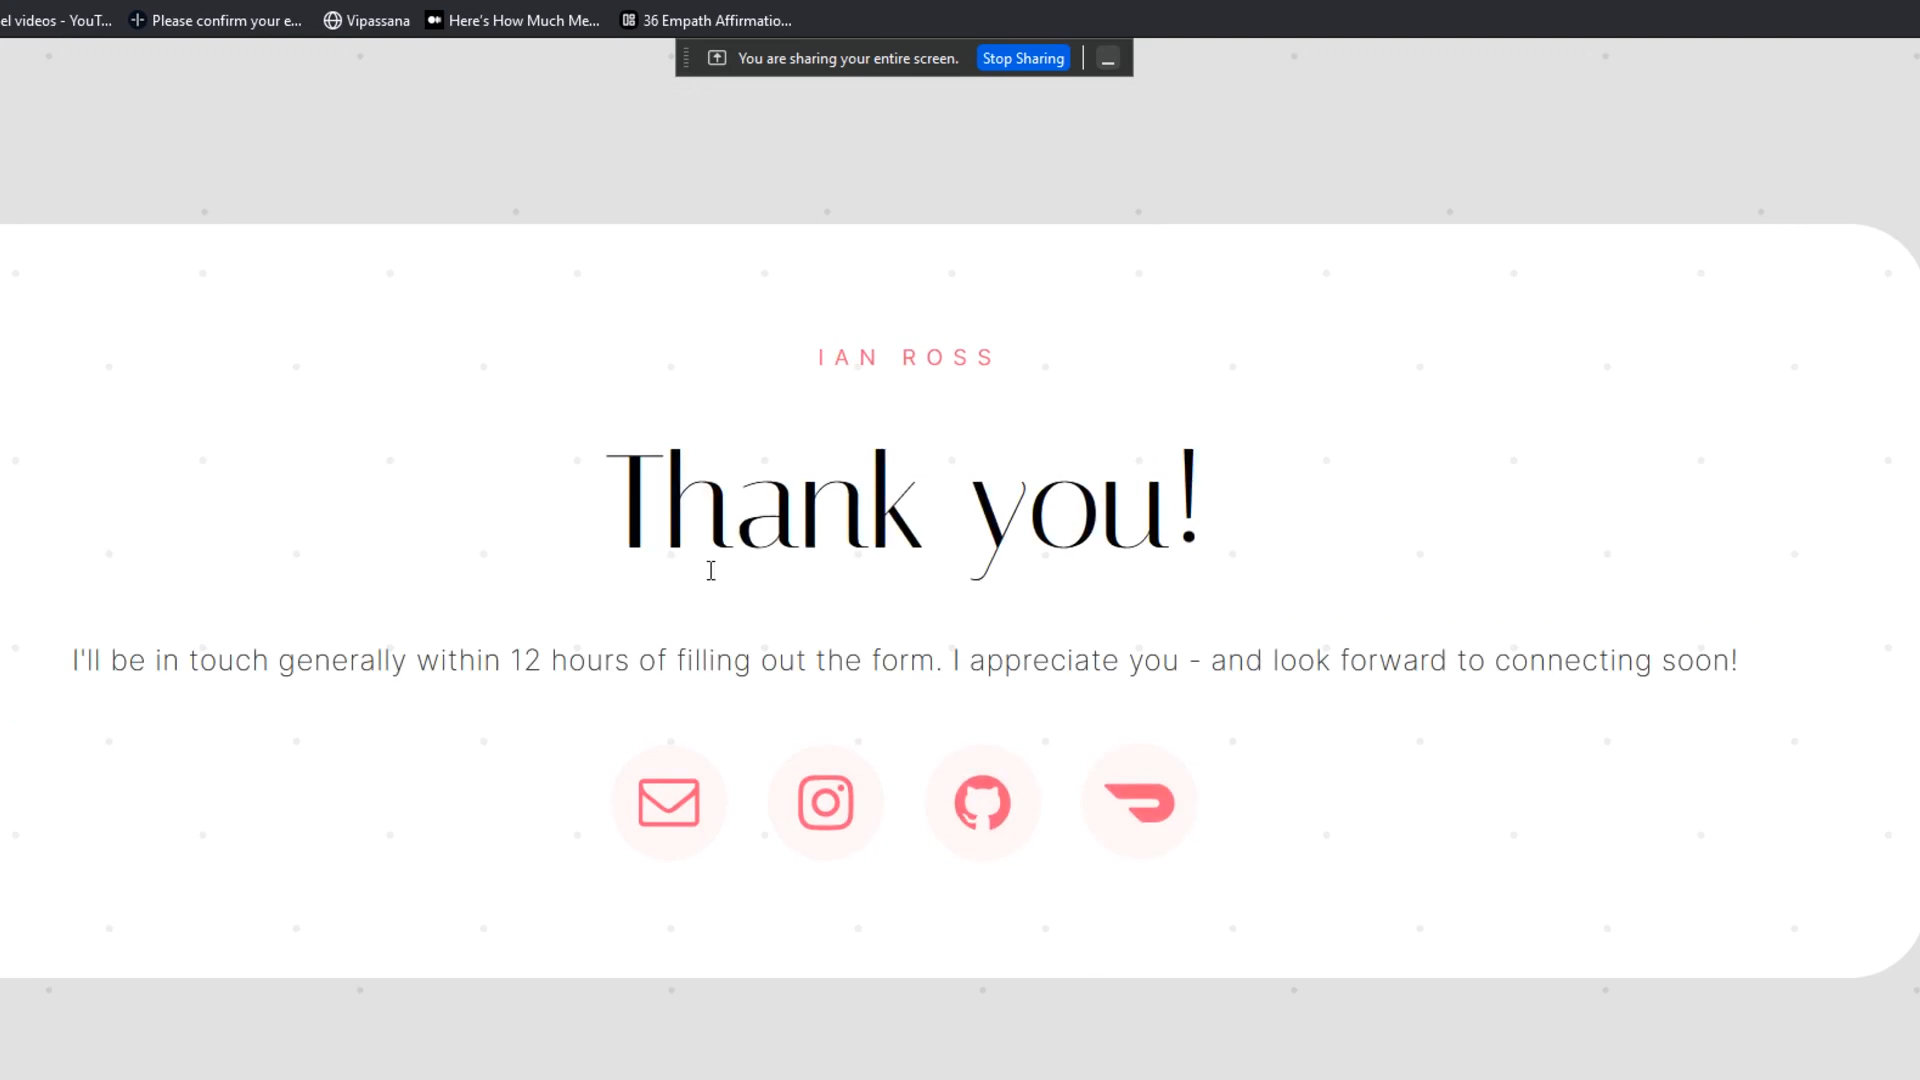 el videos - YouT... Please confirm your e... Vipassana Here's How Much Me... 36 Empath Affirmatio...
You are sharing your entire screen. Stop Sharing
IAN ROSS
Thank you!
I'll be in touch generally within 12 hours of filling out the form. I appreciate you - and look forward to connecting soon!